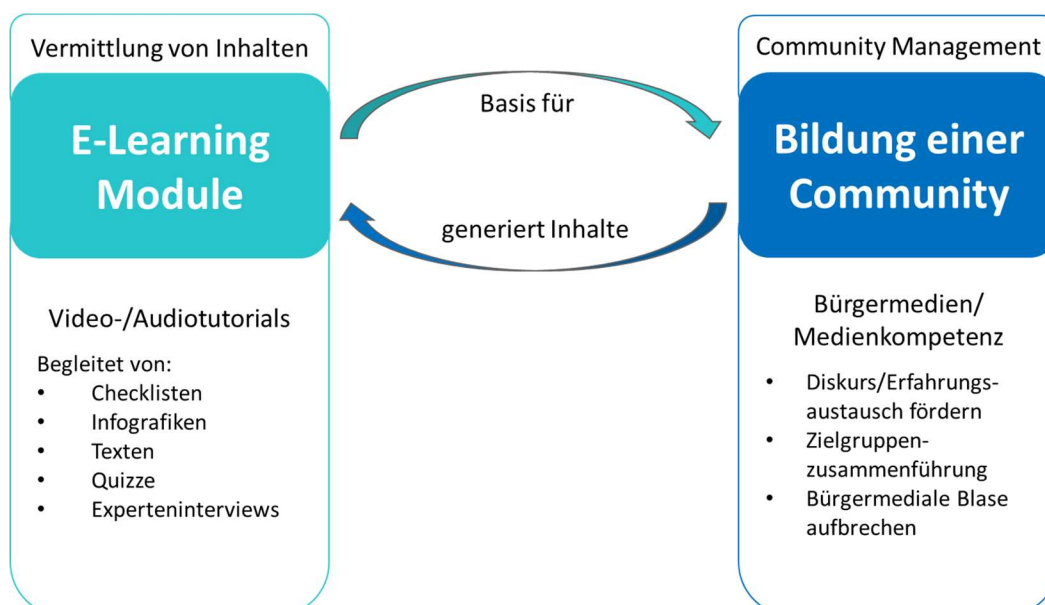 Vermittlung von Inhalten
E-Learning
Module
Video-/Audiotutorials
Begleitet von:
• Checklisten
• Infografiken
• Texten
• Quizze
• Experteninterviews
Basis für
generiert Inhalte
Community Management
Bildung einer
Community
Bürgermedien/
Medienkompetenz
• Diskurs/Erfahrungs-
austausch fördern
• Zielgruppen-
zusammenführung
• Bürgermediale Blase
aufbrechen